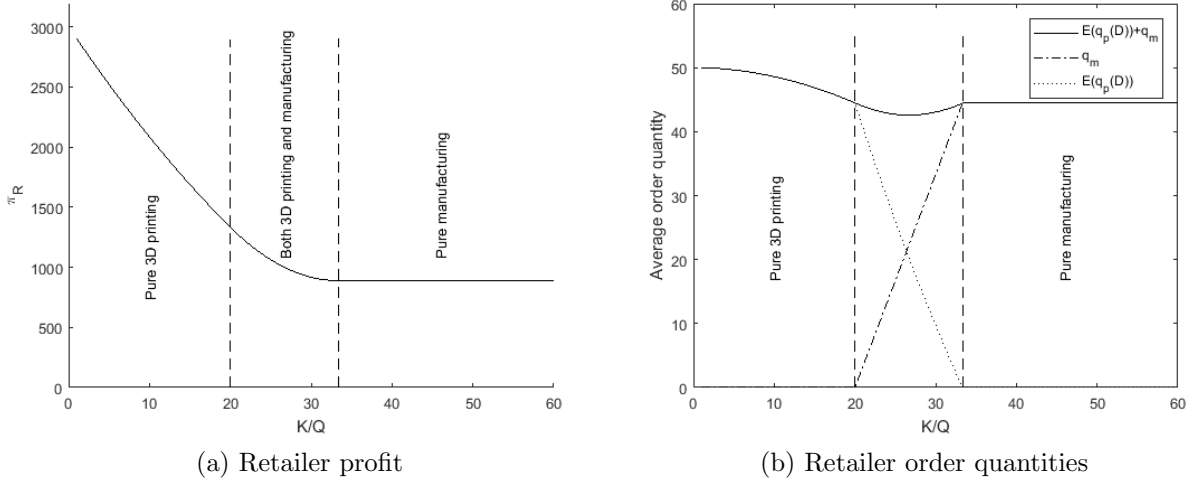 3000
2500
2000
1500
1000
500
0
π_R
Pure 3D printing
Both 3D printing and manufacturing
Pure manufacturing
0 10 20 30 40 50 60
K/Q
(a) Retailer profit
60
50
40
30
20
10
0
Average order quantity
E(q_p(D))+q_m
q_m
E(q_p(D))
Pure 3D printing
Pure manufacturing
0 10 20 30 40 50 60
K/Q
(b) Retailer order quantities